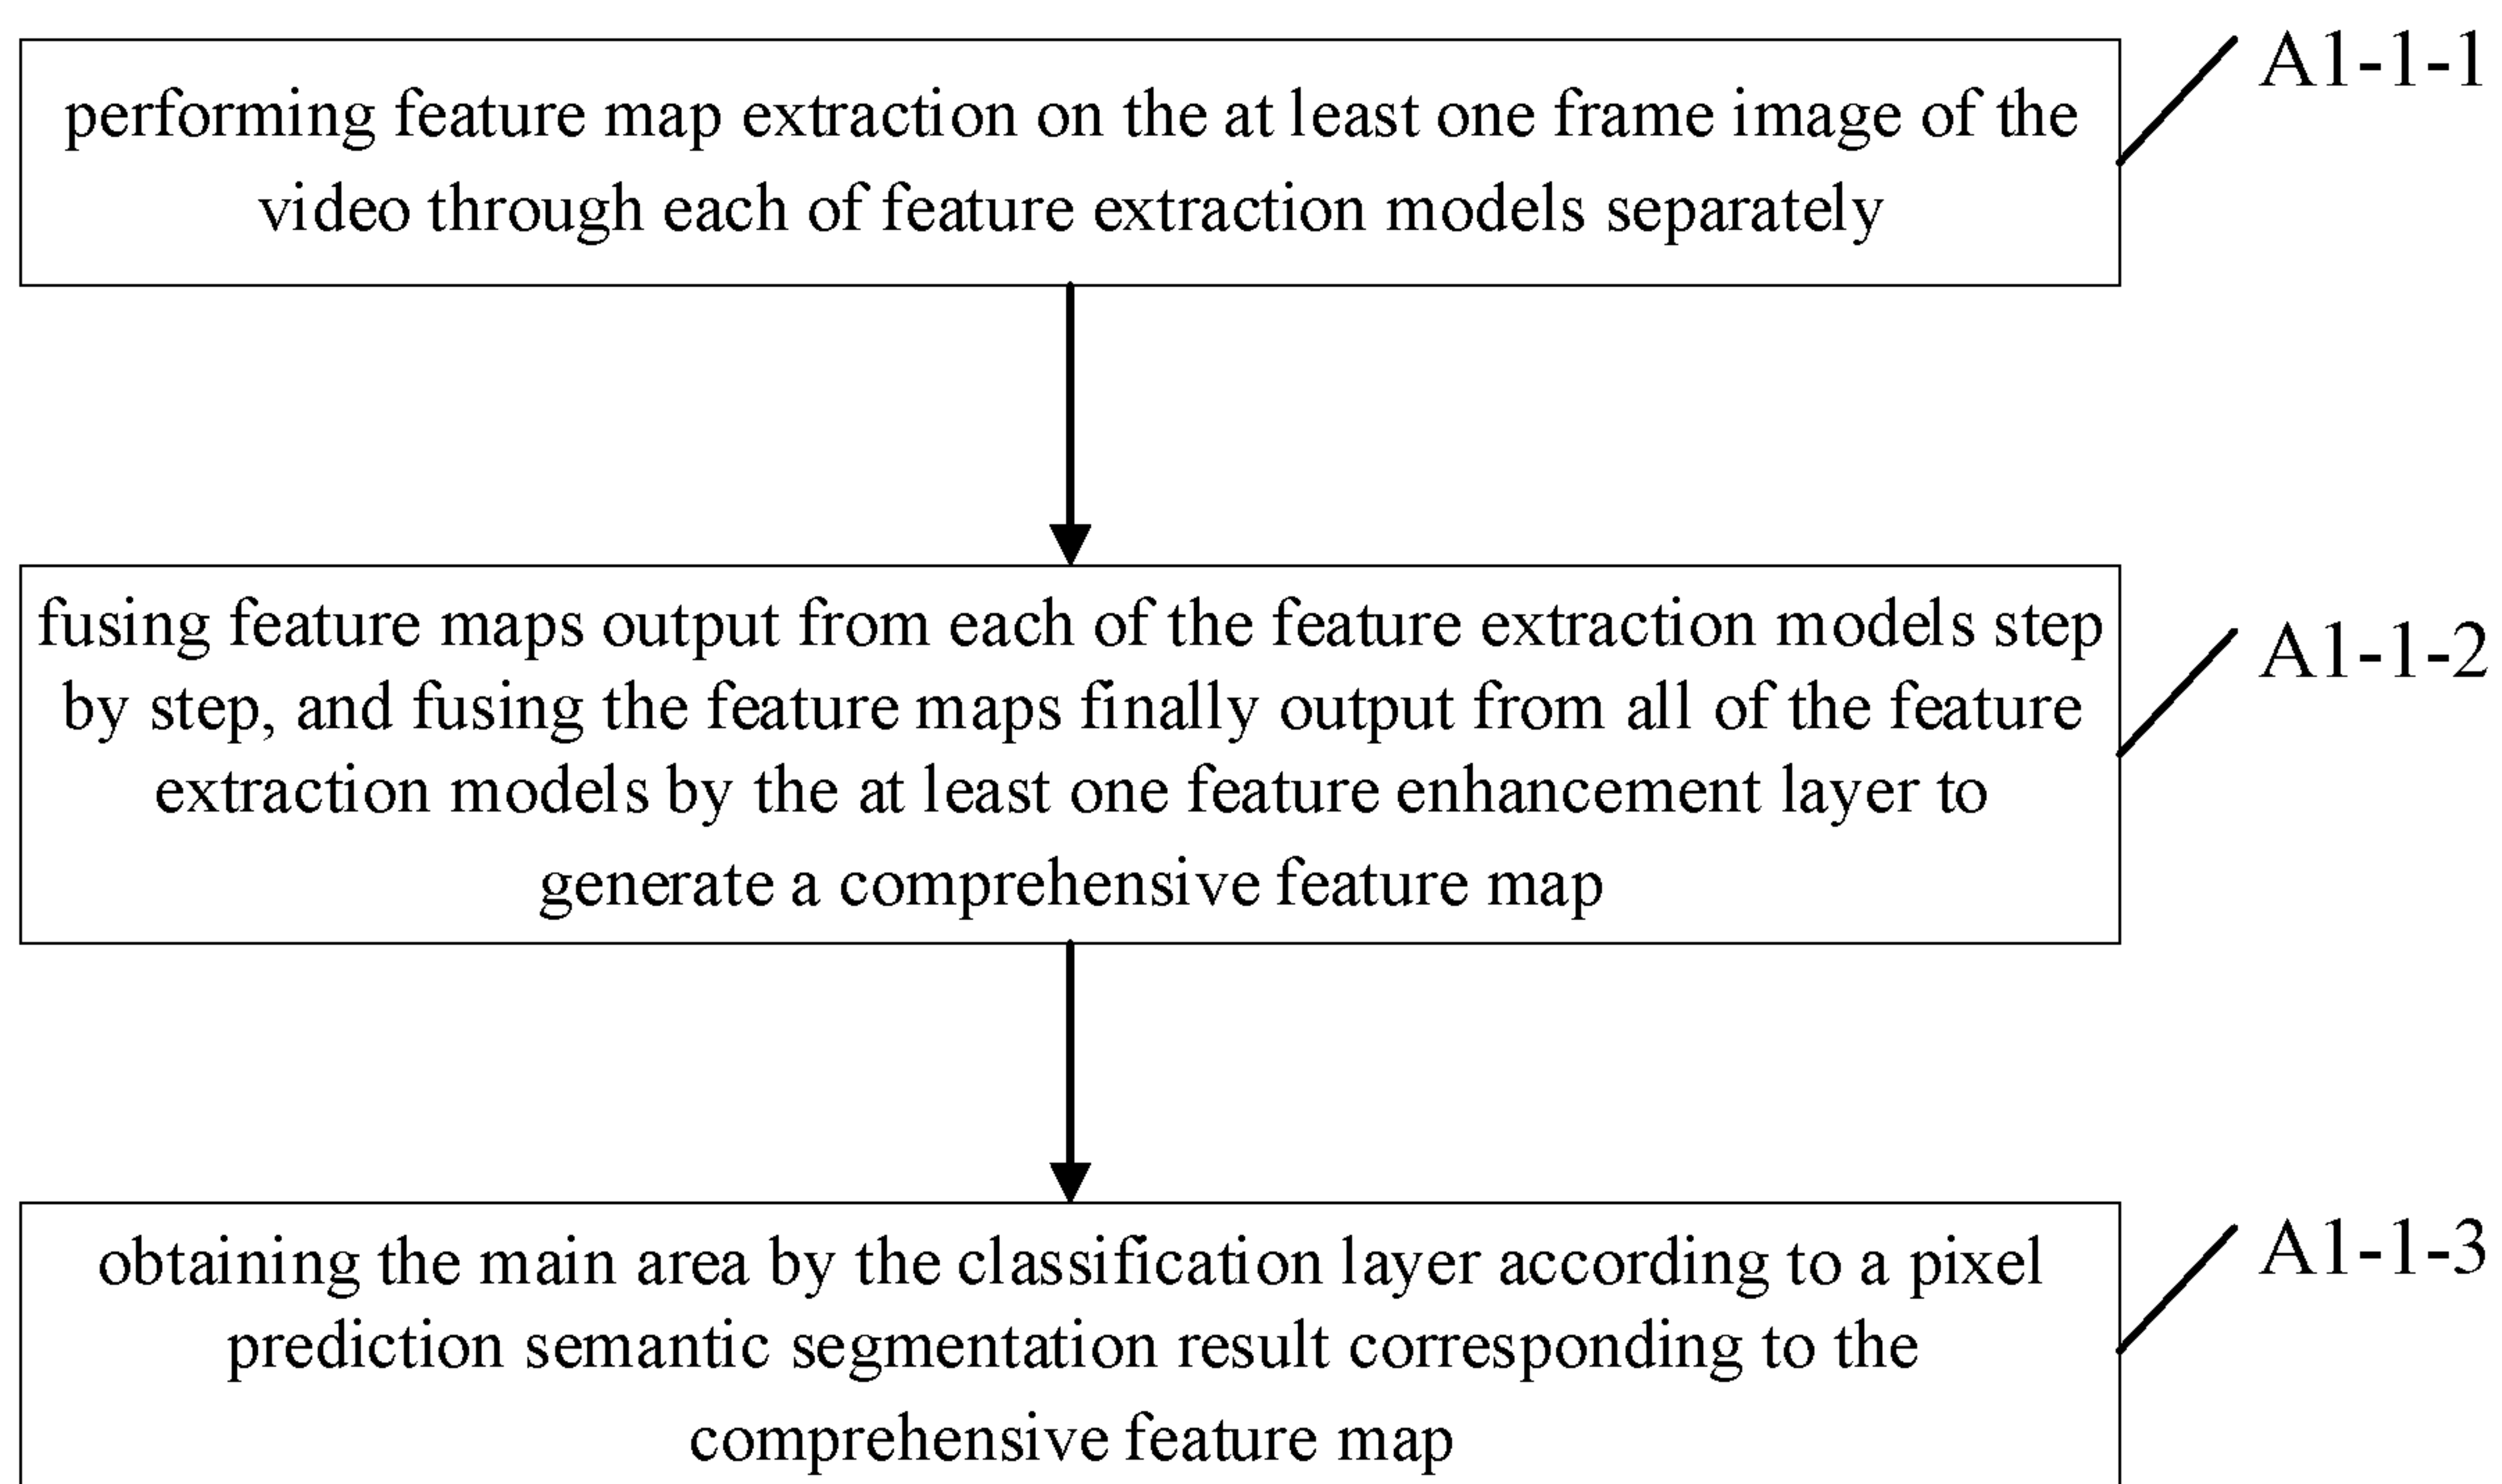 A1-1-1
performing feature map extraction on the at least one frame image of the
video through each of feature extraction models separately
fusing feature maps output from each of the feature extraction models step
A1-1-2
by step, and fusing the feature maps finally output from all of the feature
extraction models by the at least one feature enhancement layer to
generate a comprehensive feature map
A1-1-3
obtaining the main area by the classification layer according to a pixel
prediction semantic segmentation result corresponding to the
comprehensive feature map